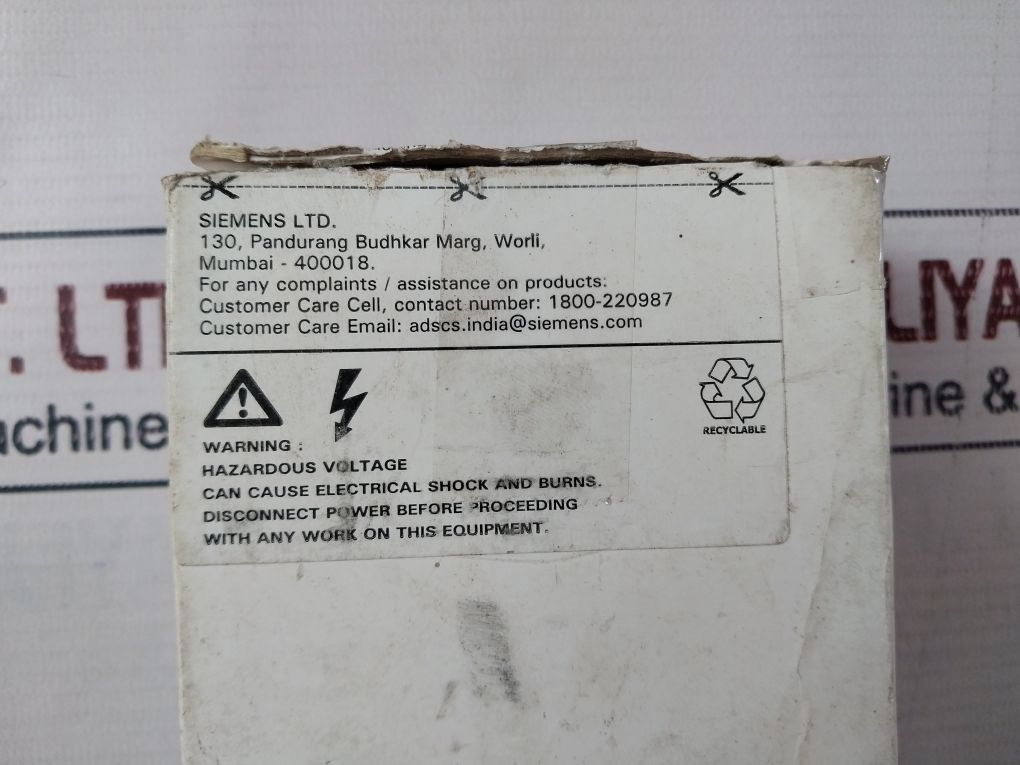 SIEMENS LTD.
130, Pandurang Budhkar Marg, Worli,
Mumbai - 400018.
For any complaints / assistance on products:
Customer Care Cell, contact number: 1800-220987
Customer Care Email: adscs.india@siemens.com
WARNING :
HAZARDOUS VOLTAGE
CAN CAUSE ELECTRICAL SHOCK AND BURNS.
DISCONNECT POWER BEFORE PROCEEDING
WITH ANY WORK ON THIS EQUIPMENT.
RECYCLABLE